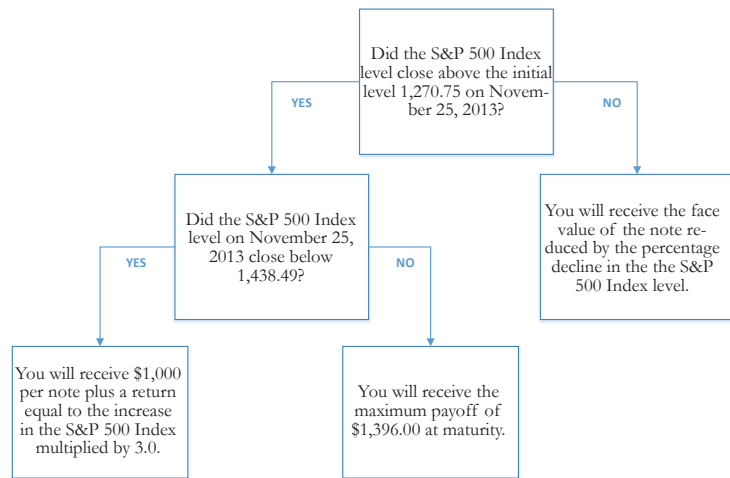 Did the S&P 500 Index
level close above the initial
level 1,270.75 on Novem-
ber 25, 2013?
YES
NO
Did the S&P 500 Index
level on November 25,
2013 close below
1,438.49?
You will receive the face
value of the note re-
duced by the percentage
decline in the the S&P
500 Index level.
YES
NO
You will receive $1,000
per note plus a return
equal to the increase
in the S&P 500 Index
multiplied by 3.0.
You will receive the
maximum payoff of
$1,396.00 at maturity.